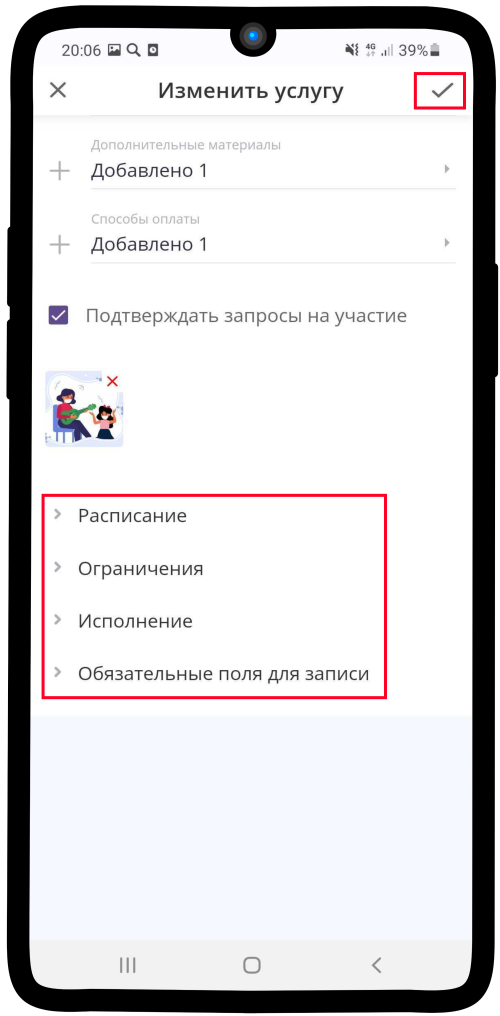 20:06
4G
39%
Изменить услугу
Дополнительные материалы
Добавлено 1
Способы оплаты
Добавлено 1
Подтверждать запросы на участие
Расписание
Ограничения
Исполнение
Обязательные поля для записи